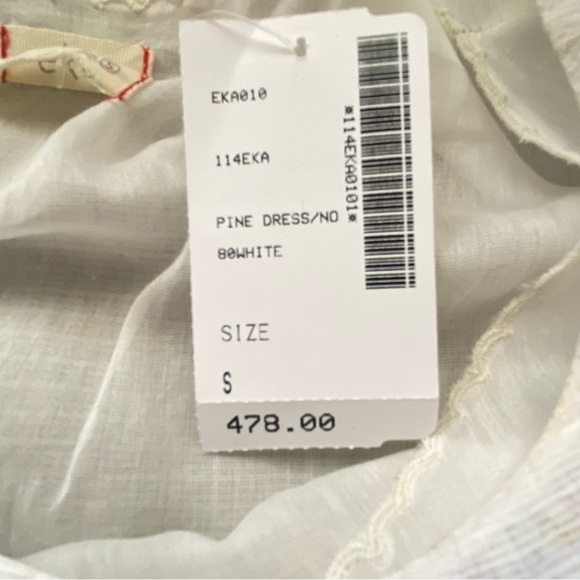 EKA010
114EKA
PINE DRESS/NO
80WHITE
SIZE
S
478.00
*114EKA0101*